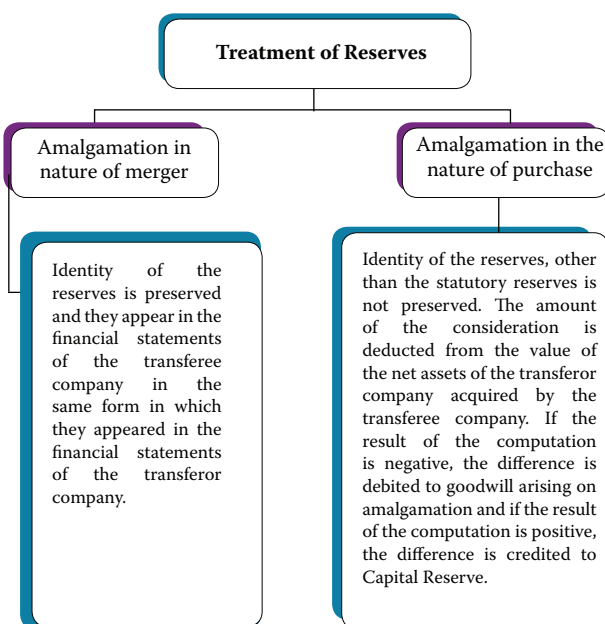 Treatment of Reserves
Amalgamation in
nature of merger
Amalgamation in the
nature of purchase
Identity of the
reserves is preserved
and they appear in the
financial statements
of the transferee
company in the
same form in which
they appeared in the
financial statements
of the transferor
company.
Identity of the reserves, other
than the statutory reserves is
not preserved. The amount
of the consideration is
deducted from the value of
the net assets of the transferor
company acquired by the
transferee company. If the
result of the computation
is negative, the difference is
debited to goodwill arising on
amalgamation and if the result
of the computation is positive,
the difference is credited to
Capital Reserve.